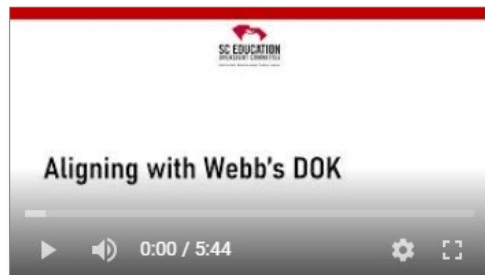 SC EDUCATION
OVERSIGHT COMMITTEE
Aligning with Webb's DOK
0:00 / 5:44